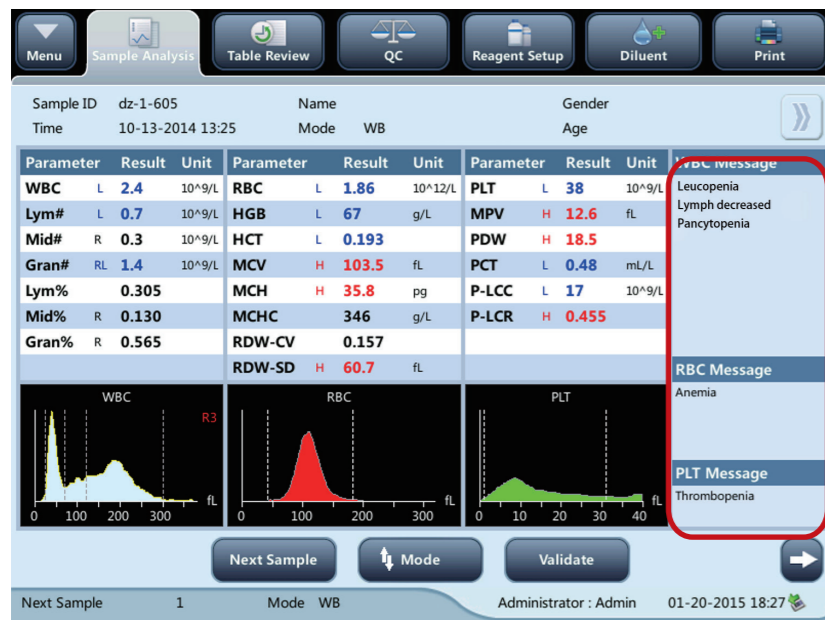 Menu
Sample Analysis
Table Review
QC
Reagent Setup
Diluent
Print
Sample ID dz-1-605 Name Gender
Time 10-13-2014 13:25 Mode WB Age
Parameter Result Unit Parameter Result Unit Parameter Result Unit WBC Message
WBC L 2.4 10^9/L RBC L 1.86 10^12/L PLT L 38 10^9/L Leucopenia
Lym# L 0.7 10^9/L HGB L 67 g/L MPV H 12.6 fL Lymph decreased
Mid# R 0.3 10^9/L HCT L 0.193 PDW H 18.5 Pancytopenia
Gran# RL 1.4 10^9/L MCV H 103.5 fL PCT L 0.48 mL/L
Lym% 0.305 MCH H 35.8 pg P-LCC L 17 10^9/L
Mid% R 0.130 MCHC 346 g/L P-LCR H 0.455
Gran% R 0.565 RDW-CV 0.157
RDW-SD H 60.7 fL RBC Message
Anemia
WBC RBC PLT
R3
PLT Message
Thrombopenia
fL fL fL
0 100 200 300 0 100 200 300 0 10 20 30 40
Next Sample Mode Validate
Next Sample 1 Mode WB Administrator : Admin 01-20-2015 18:27